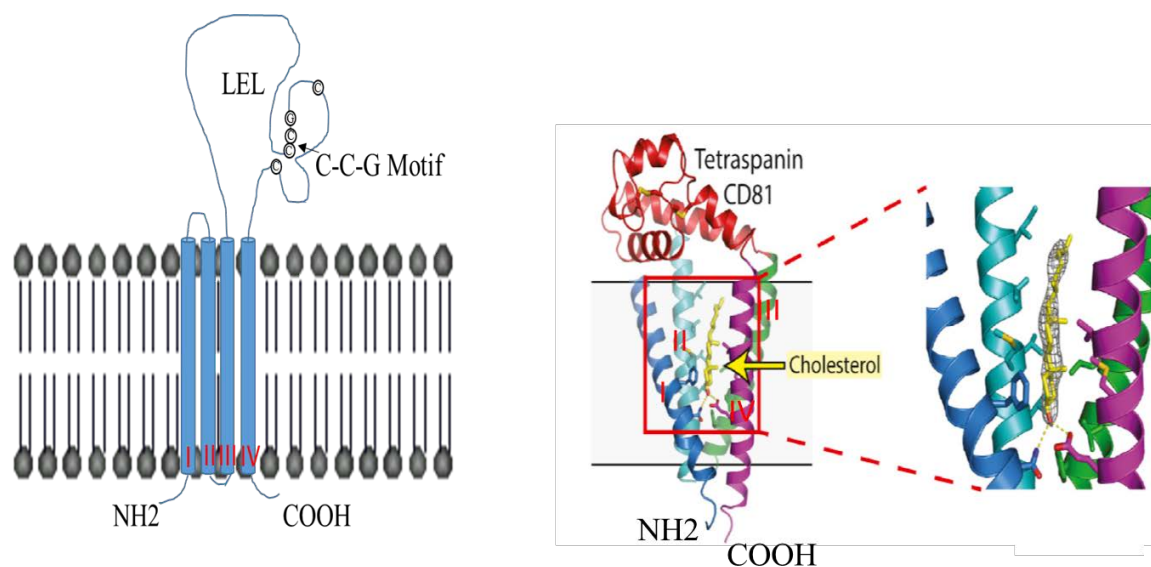 LEL
C
G
C
C
C
C-C-G Motif
I II III IV
NH2
COOH
Tetraspanin
CD81
III
II
Cholesterol
I
IV
NH2
COOH